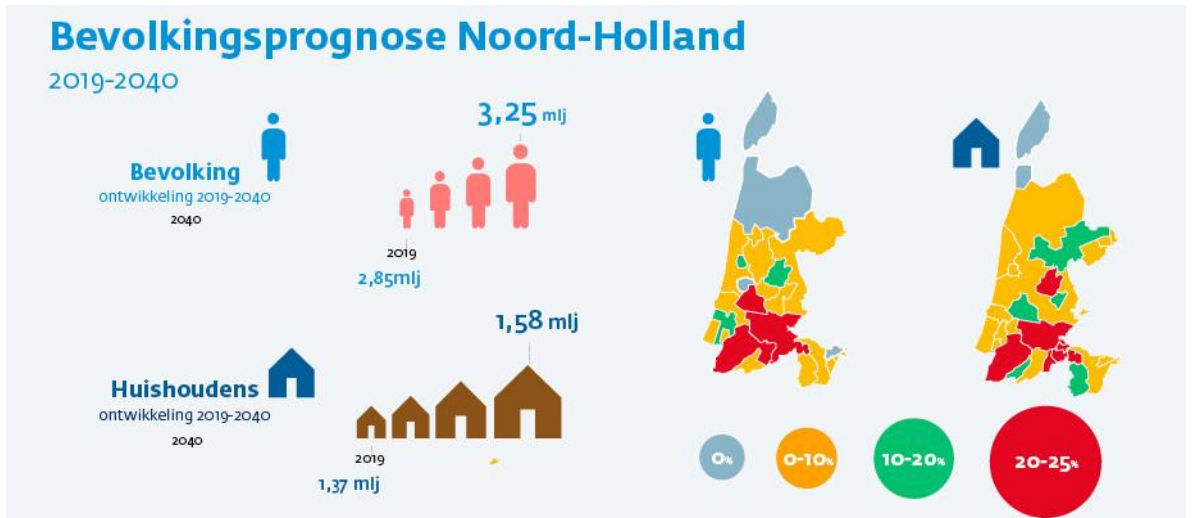 Bevolkingsprognose Noord-Holland
2019-2040
Bevolking
ontwikkeling 2019-2040
2040
3,25 mlj
2019
2,85mlj
Huishoudens
ontwikkeling 2019-2040
2040
1,58 mlj
2019
1,37 mlj
0%
0-10%
10-20%
20-25%